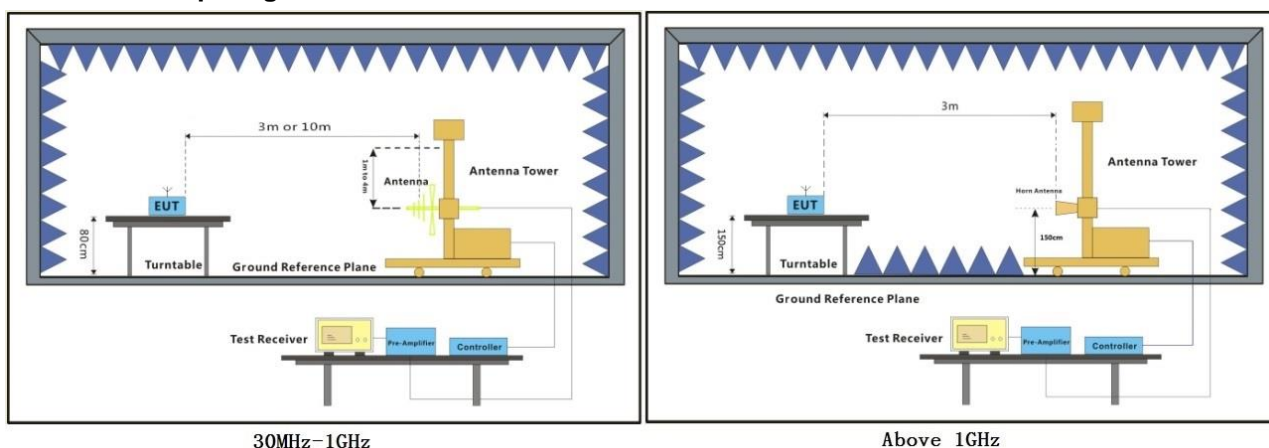 3m or 10m
1m to 4m
Antenna
Antenna Tower
EUT
80cm
Turntable
Ground Reference Plane
Test Receiver
Pre-Amplifier
Controller
30MHz-1GHz
3m
Antenna Tower
Horn Antenna
EUT
150cm
150cm
Turntable
Ground Reference Plane
Test Receiver
Pre-Amplifier
Controller
Above 1GHz